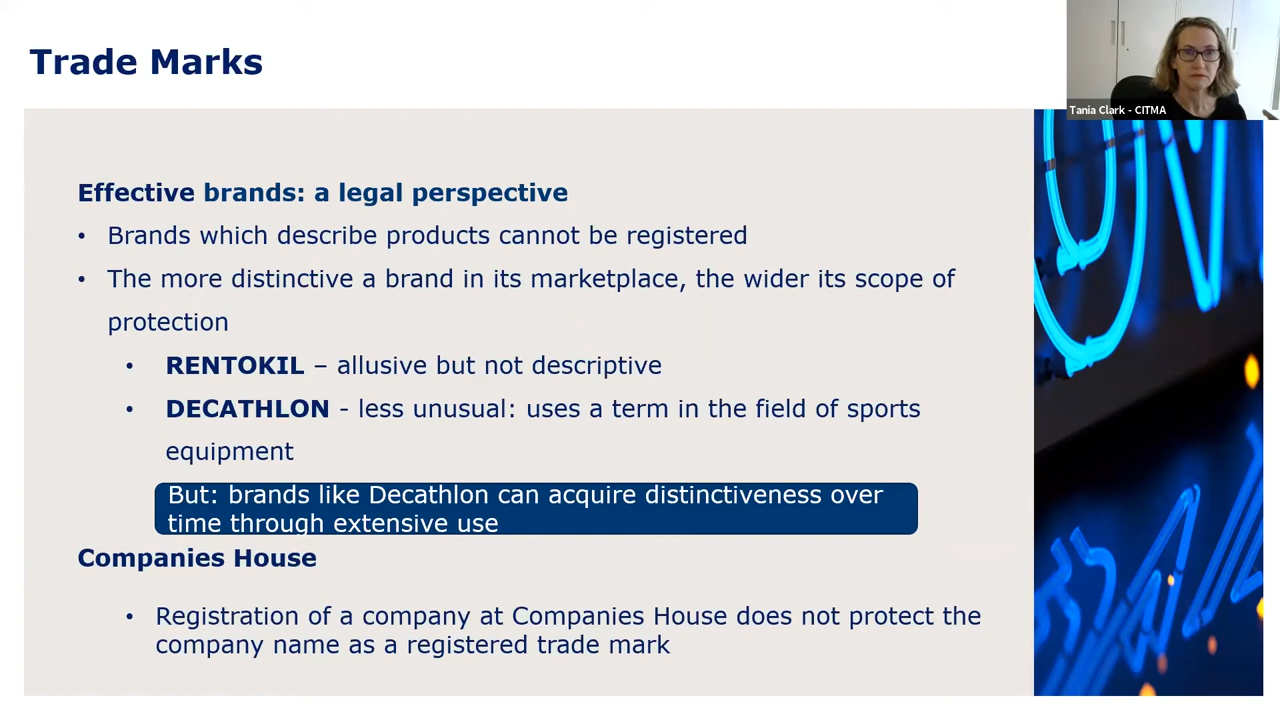 Trade Marks
Tania Clark - CITMA
Effective brands: a legal perspective
• Brands which describe products cannot be registered
• The more distinctive a brand in its marketplace, the wider its scope of
protection
• RENTOKIL – allusive but not descriptive
• DECATHLON - less unusual: uses a term in the field of sports
equipment
But: brands like Decathlon can acquire distinctiveness over
time through extensive use
Companies House
• Registration of a company at Companies House does not protect the
company name as a registered trade mark